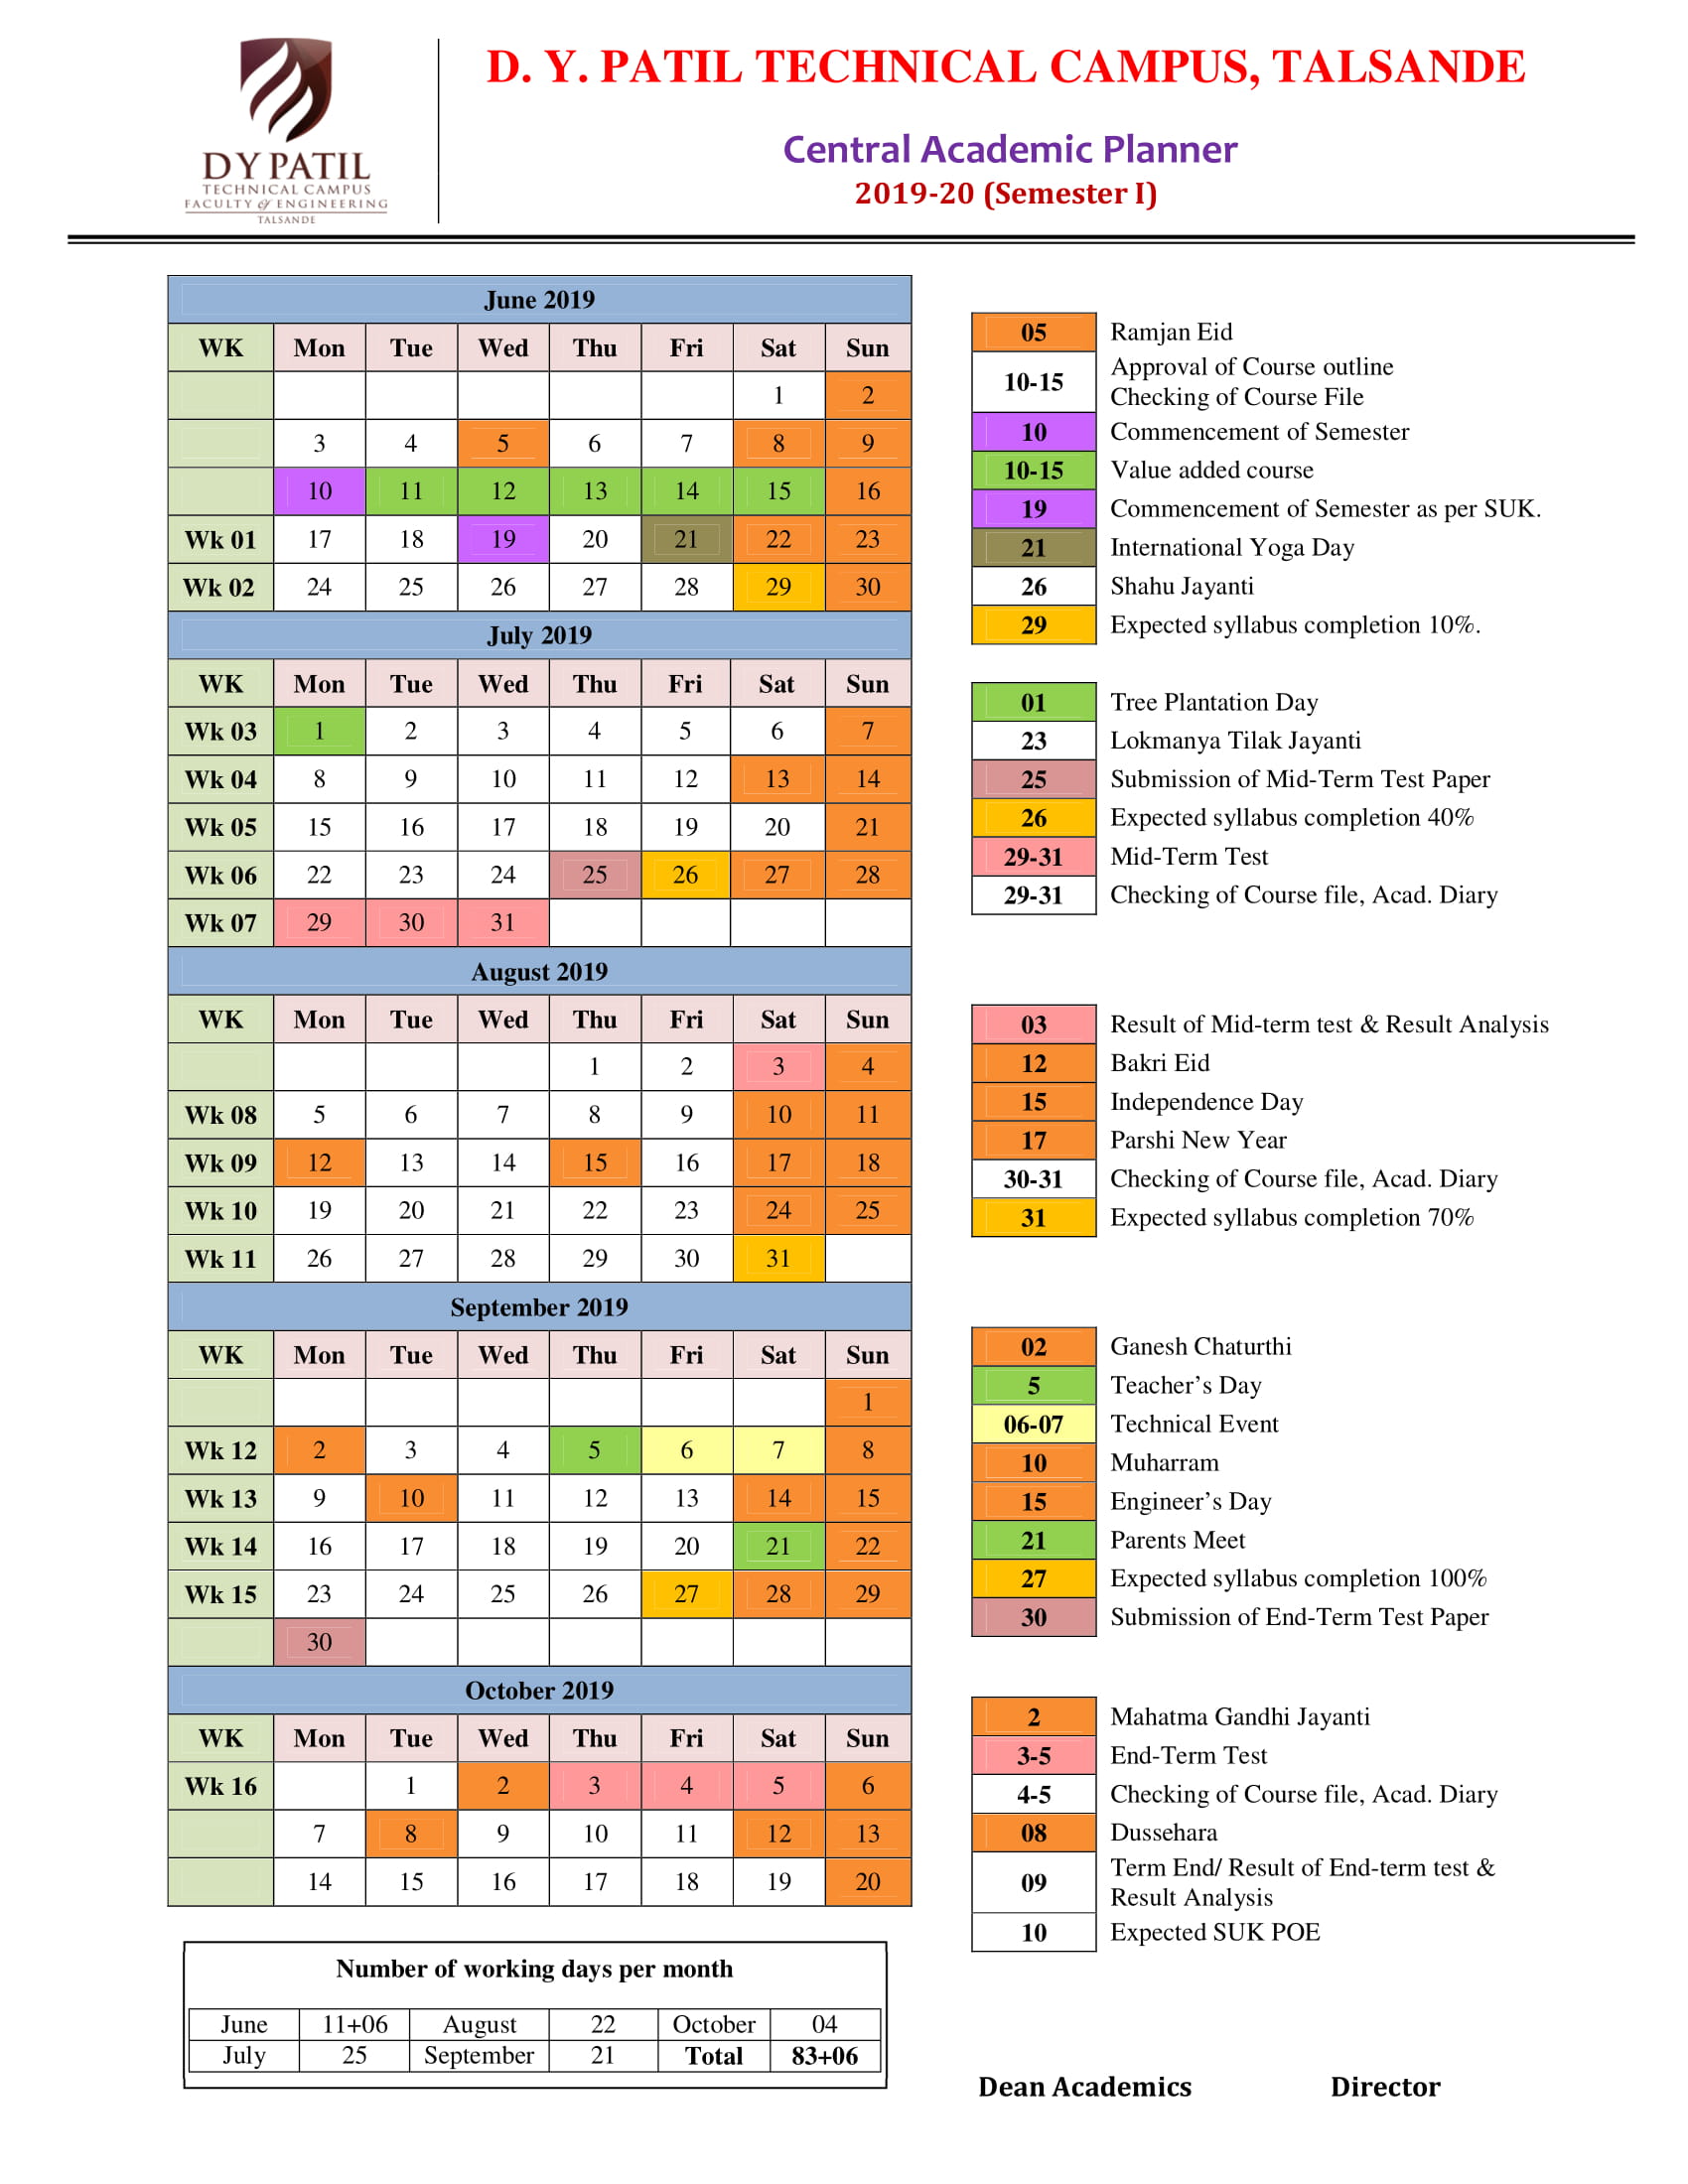 DY PATIL
TECHNICAL CAMPUS
FACULTY of ENGINEERING
TALSANDE
D. Y. PATIL TECHNICAL CAMPUS, TALSANDE
Central Academic Planner
2019-20 (Semester I)
June 2019
WK Mon Tue Wed Thu Fri Sat Sun
1 2
3 4 5 6 7 8 9
10 11 12 13 14 15 16
Wk 01 17 18 19 20 21 22 23
Wk 02 24 25 26 27 28 29 30
July 2019
WK Mon Tue Wed Thu Fri Sat Sun
Wk 03 1 2 3 4 5 6 7
Wk 04 8 9 10 11 12 13 14
Wk 05 15 16 17 18 19 20 21
Wk 06 22 23 24 25 26 27 28
Wk 07 29 30 31
August 2019
WK Mon Tue Wed Thu Fri Sat Sun
1 2 3 4
Wk 08 5 6 7 8 9 10 11
Wk 09 12 13 14 15 16 17 18
Wk 10 19 20 21 22 23 24 25
Wk 11 26 27 28 29 30 31
September 2019
WK Mon Tue Wed Thu Fri Sat Sun
1
Wk 12 2 3 4 5 6 7 8
Wk 13 9 10 11 12 13 14 15
Wk 14 16 17 18 19 20 21 22
Wk 15 23 24 25 26 27 28 29
30
October 2019
WK Mon Tue Wed Thu Fri Sat Sun
Wk 16 1 2 3 4 5 6
7 8 9 10 11 12 13
14 15 16 17 18 19 20
05 Ramjan Eid
10-15 Approval of Course outline
Checking of Course File
10 Commencement of Semester
10-15 Value added course
19 Commencement of Semester as per SUK.
21 International Yoga Day
26 Shahu Jayanti
29 Expected syllabus completion 10%.
01 Tree Plantation Day
23 Lokmanya Tilak Jayanti
25 Submission of Mid-Term Test Paper
26 Expected syllabus completion 40%
29-31 Mid-Term Test
29-31 Checking of Course file, Acad. Diary
03 Result of Mid-term test & Result Analysis
12 Bakri Eid
15 Independence Day
17 Parshi New Year
30-31 Checking of Course file, Acad. Diary
31 Expected syllabus completion 70%
02 Ganesh Chaturthi
5 Teacher’s Day
06-07 Technical Event
10 Muharram
15 Engineer’s Day
21 Parents Meet
27 Expected syllabus completion 100%
30 Submission of End-Term Test Paper
2 Mahatma Gandhi Jayanti
3-5 End-Term Test
4-5 Checking of Course file, Acad. Diary
08 Dussehara
09 Term End/ Result of End-term test &
Result Analysis
10 Expected SUK POE
Number of working days per month
June 11+06 August 22 October 04
July 25 September 21 Total 83+06
Dean Academics Director